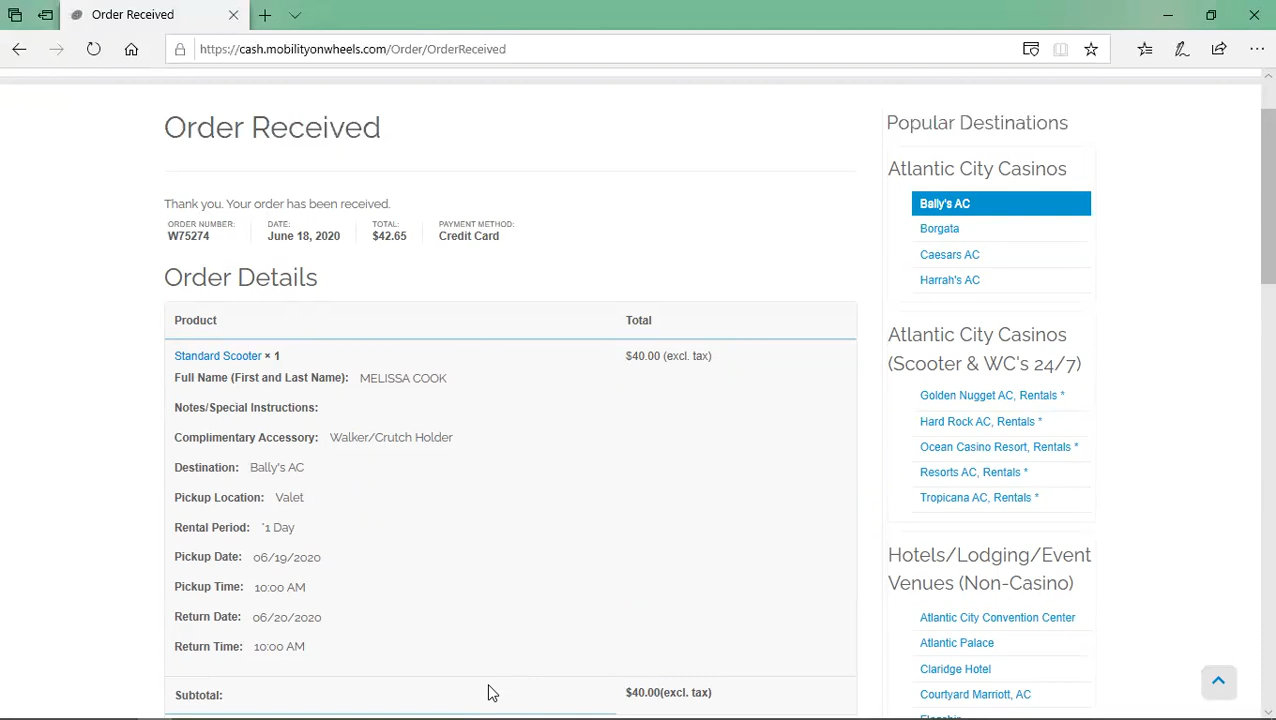 Order Received
https://cash.mobilityonwheels.com/Order/OrderReceived
Order Received
Thank you. Your order has been received.
ORDER NUMBER: DATE: TOTAL: PAYMENT METHOD:
W75274 June 18, 2020 $42.65 Credit Card
Order Details
Product Total
Standard Scooter × 1 $40.00 (excl. tax)
Full Name (First and Last Name): MELISSA COOK
Notes/Special Instructions:
Complimentary Accessory: Walker/Crutch Holder
Destination: Bally's AC
Pickup Location: Valet
Rental Period: *1 Day
Pickup Date: 06/19/2020
Pickup Time: 10:00 AM
Return Date: 06/20/2020
Return Time: 10:00 AM
Subtotal: $40.00(excl. tax)
Popular Destinations
Atlantic City Casinos
Bally's AC
Borgata
Caesars AC
Harrah's AC
Atlantic City Casinos
(Scooter & WC's 24/7)
Golden Nugget AC, Rentals *
Hard Rock AC, Rentals *
Ocean Casino Resort, Rentals *
Resorts AC, Rentals *
Tropicana AC, Rentals *
Hotels/Lodging/Event
Venues (Non-Casino)
Atlantic City Convention Center
Atlantic Palace
Claridge Hotel
Courtyard Marriott, AC